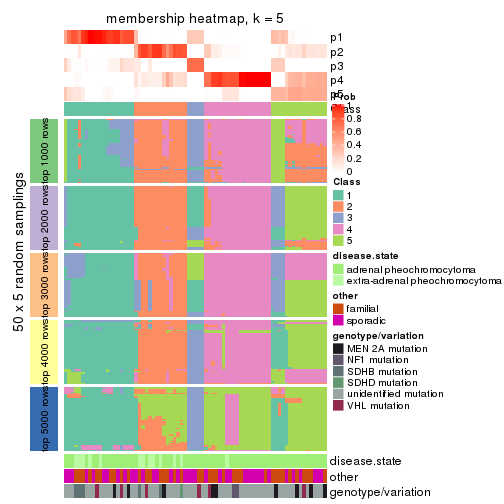 membership heatmap, k = 5
p1
p2
p3
p4
p5
Prob
Class
1
0.8
0.6
0.4
0.2
0
Class
1
2
3
4
5
disease.state
adrenal pheochromocytoma
extra-adrenal pheochromocytoma
other
familial
sporadic
genotype/variation
MEN 2A mutation
NF1 mutation
SDHB mutation
SDHD mutation
unidentified mutation
VHL mutation
50 x 5 random samplings
top 1000 rows
top 2000 rows
top 3000 rows
top 4000 rows
top 5000 rows
disease.state
other
genotype/variation